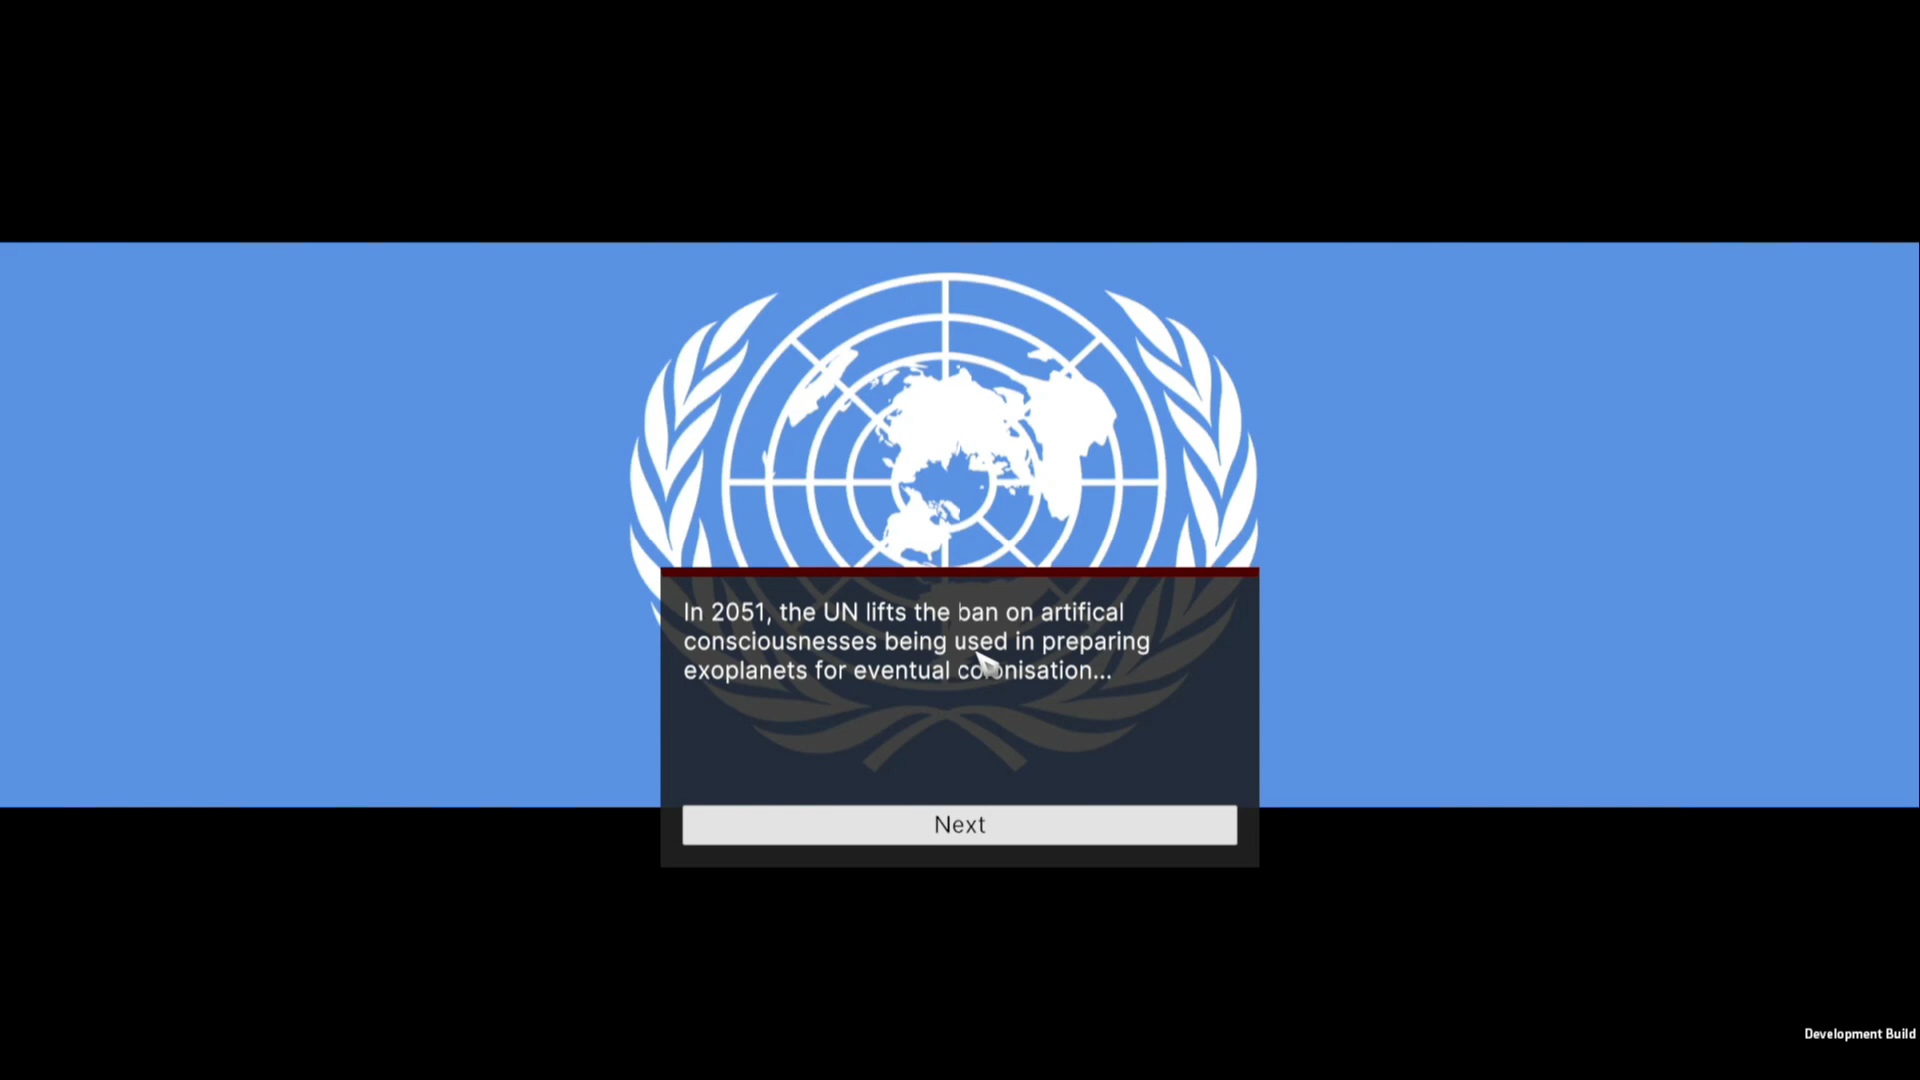 In 2051, the UN lifts the ban on artifical
consciousnesses being used in preparing
exoplanets for eventual colonisation...
Next
Development Build